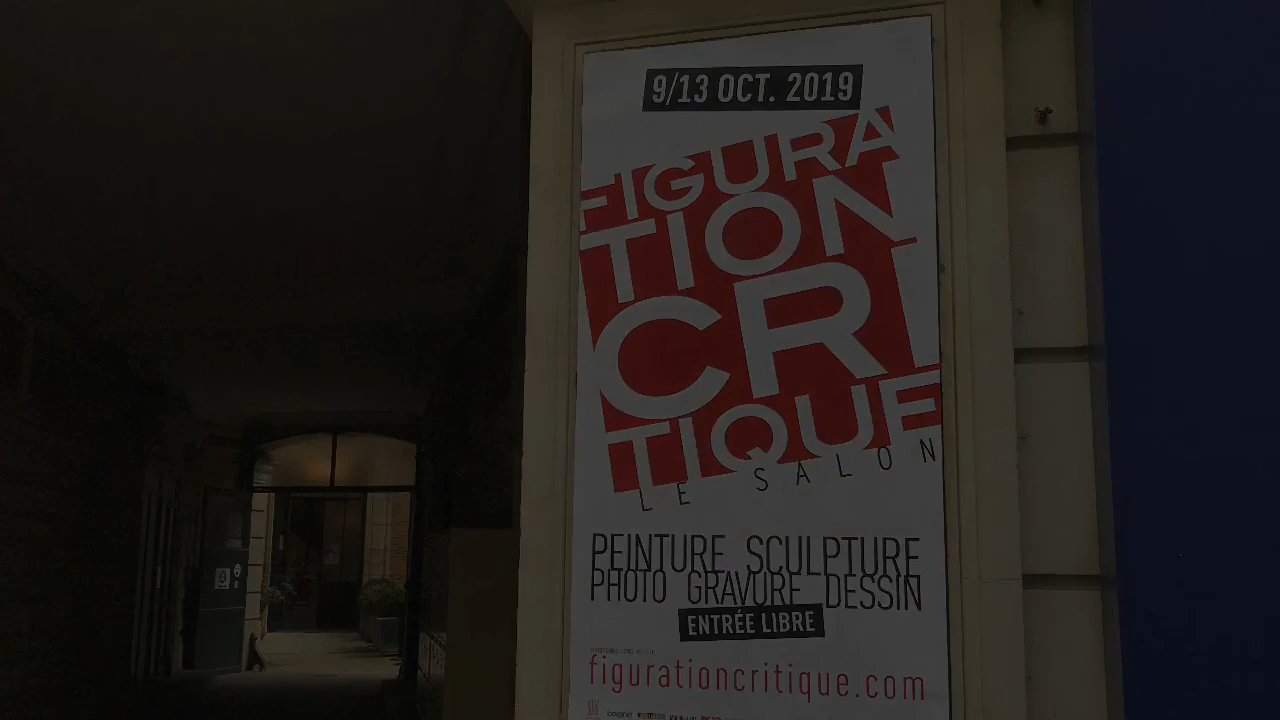 9/13 OCT. 2019
FIGURA
TION
CRI
TIQUE
LE SALON
PEINTURE SCULPTURE
PHOTO GRAVURE DESSIN
ENTRÉE LIBRE
figurationcritique.com
9